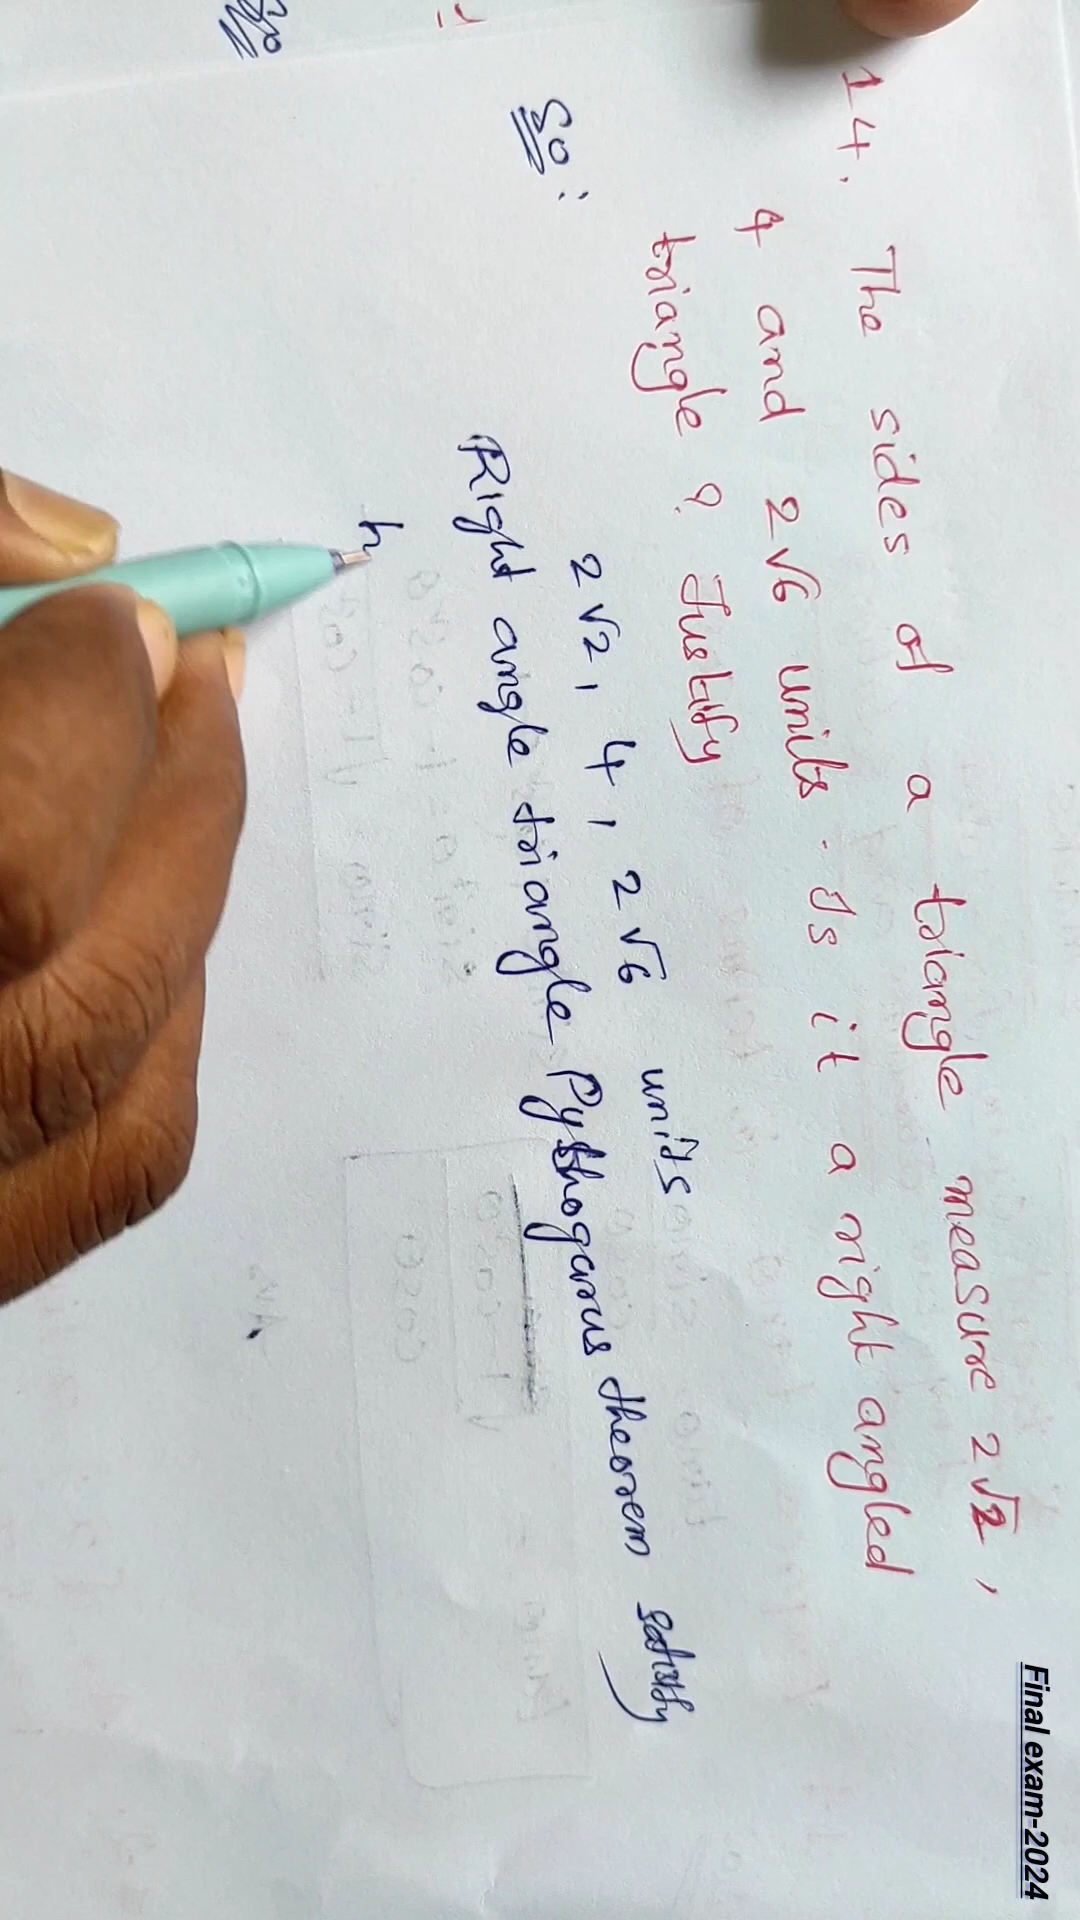 Final exam-2024
14. The sides of a triangle measure 2√2,
4 and 2√6 units. Is it a right angled
triangle? Justify
So:
2√2, 4, 2√6 units
Right angle triangle Pythogarus theorem satisfy
h